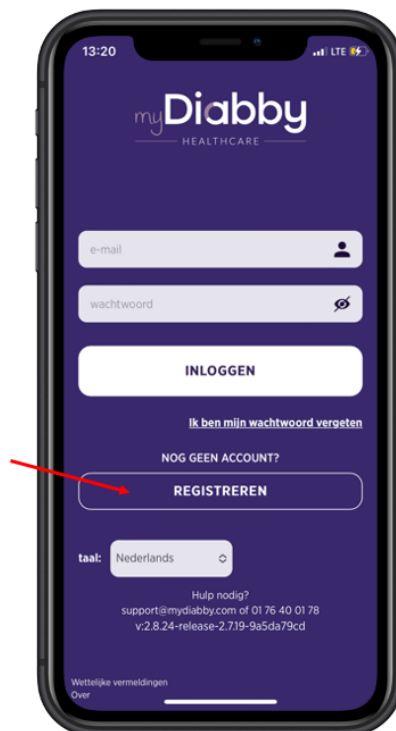 13:20
LTE
myDiabby
HEALTHCARE
e-mail
wachtwoord
INLOGGEN
Ik ben mijn wachtwoord vergeten
NOG GEEN ACCOUNT?
REGISTREREN
taal: Nederlands
Hulp nodig?
support@mydiabby.com of 01 76 40 01 78
v:2.8.24-release-2.7.19-9a5da79cd
Wettelijke vermeldingen
Over